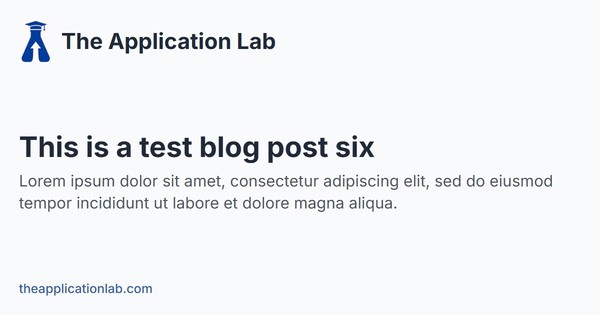 The Application Lab
This is a test blog post six
Lorem ipsum dolor sit amet, consectetur adipiscing elit, sed do eiusmod
tempor incididunt ut labore et dolore magna aliqua.
theapplicationlab.com